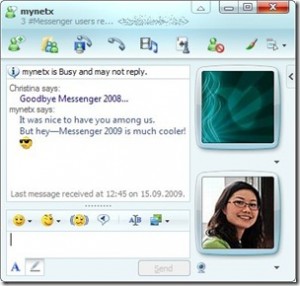 mynetx
3 #Messenger users re...
mynetx is Busy and may not reply.
Christina says:
Goodbye Messenger 2008...
mynetx says:
It was nice to have you among us.
But hey—Messenger 2009 is much cooler!
Last message received at 12:45 on 15.09.2009.
Send